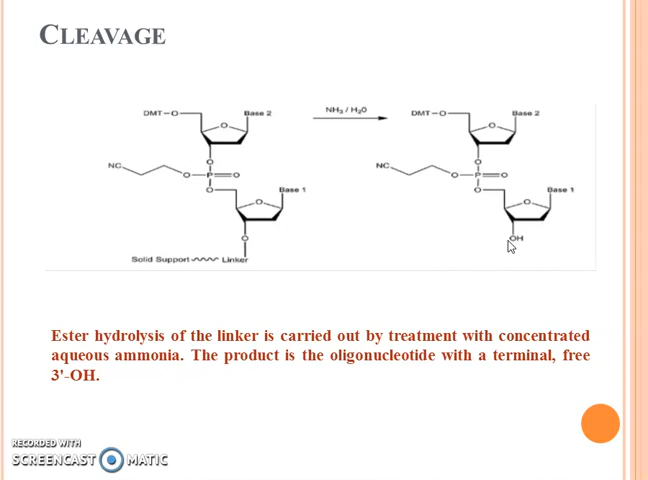 CLEAVAGE
DMT-O
Base 2
NH₃ / H₂O
DMT-O
Base 2
O
O
O
O
NC
O-P=O
NC
O-P=O
O
Base 1
O
Base 1
O
O
O
OH
Solid Support
Linker
Ester hydrolysis of the linker is carried out by treatment with concentrated
aqueous ammonia. The product is the oligonucleotide with a terminal, free
3'-OH.
RECORDED WITH
SCREENCAST MATIC